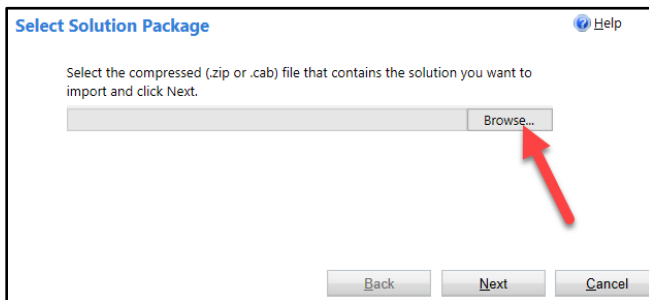 Select Solution Package
Help
Select the compressed (.zip or .cab) file that contains the solution you want to
import and click Next.
Browse...
Back
Next
Cancel